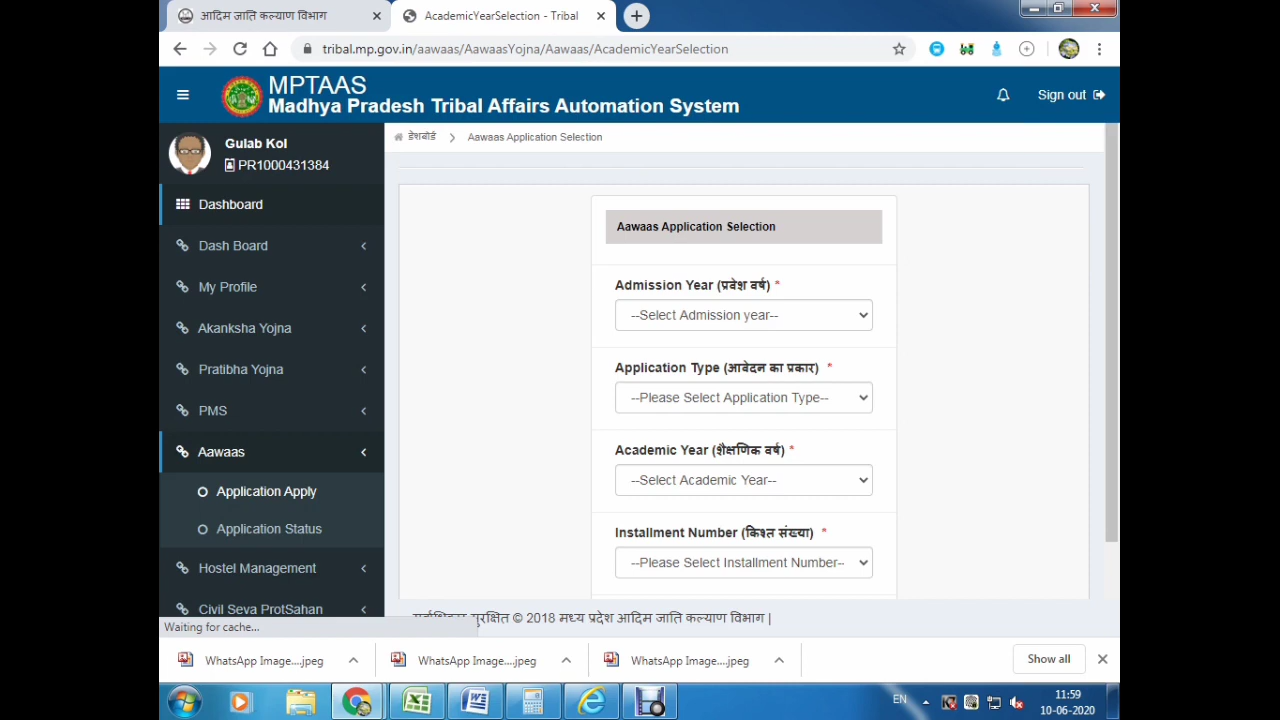 आदिम जाति कल्याण विभाग
AcademicYearSelection - Tribal
tribal.mp.gov.in/aawaas/AawaasYojna/Aawaas/AcademicYearSelection
MPTAAS
Madhya Pradesh Tribal Affairs Automation System
Sign out
Gulab Kol
PR1000431384
Dashboard
Dash Board
My Profile
Akanksha Yojna
Pratibha Yojna
PMS
Aawaas
Application Apply
Application Status
Hostel Management
Civil Seva ProtSahan
डेशबोर्ड > Aawaas Application Selection
Aawaas Application Selection
Admission Year (प्रवेश वर्ष) *
--Select Admission year--
Application Type (आवेदन का प्रकार) *
--Please Select Application Type--
Academic Year (शैक्षणिक वर्ष) *
--Select Academic Year--
Installment Number (किश्त संख्या) *
--Please Select Installment Number--
सुरक्षित © 2018 मध्य प्रदेश आदिम जाति कल्याण विभाग |
Waiting for cache...
WhatsApp Image....jpeg
WhatsApp Image....jpeg
WhatsApp Image....jpeg
Show all
EN
11:59
10-06-2020